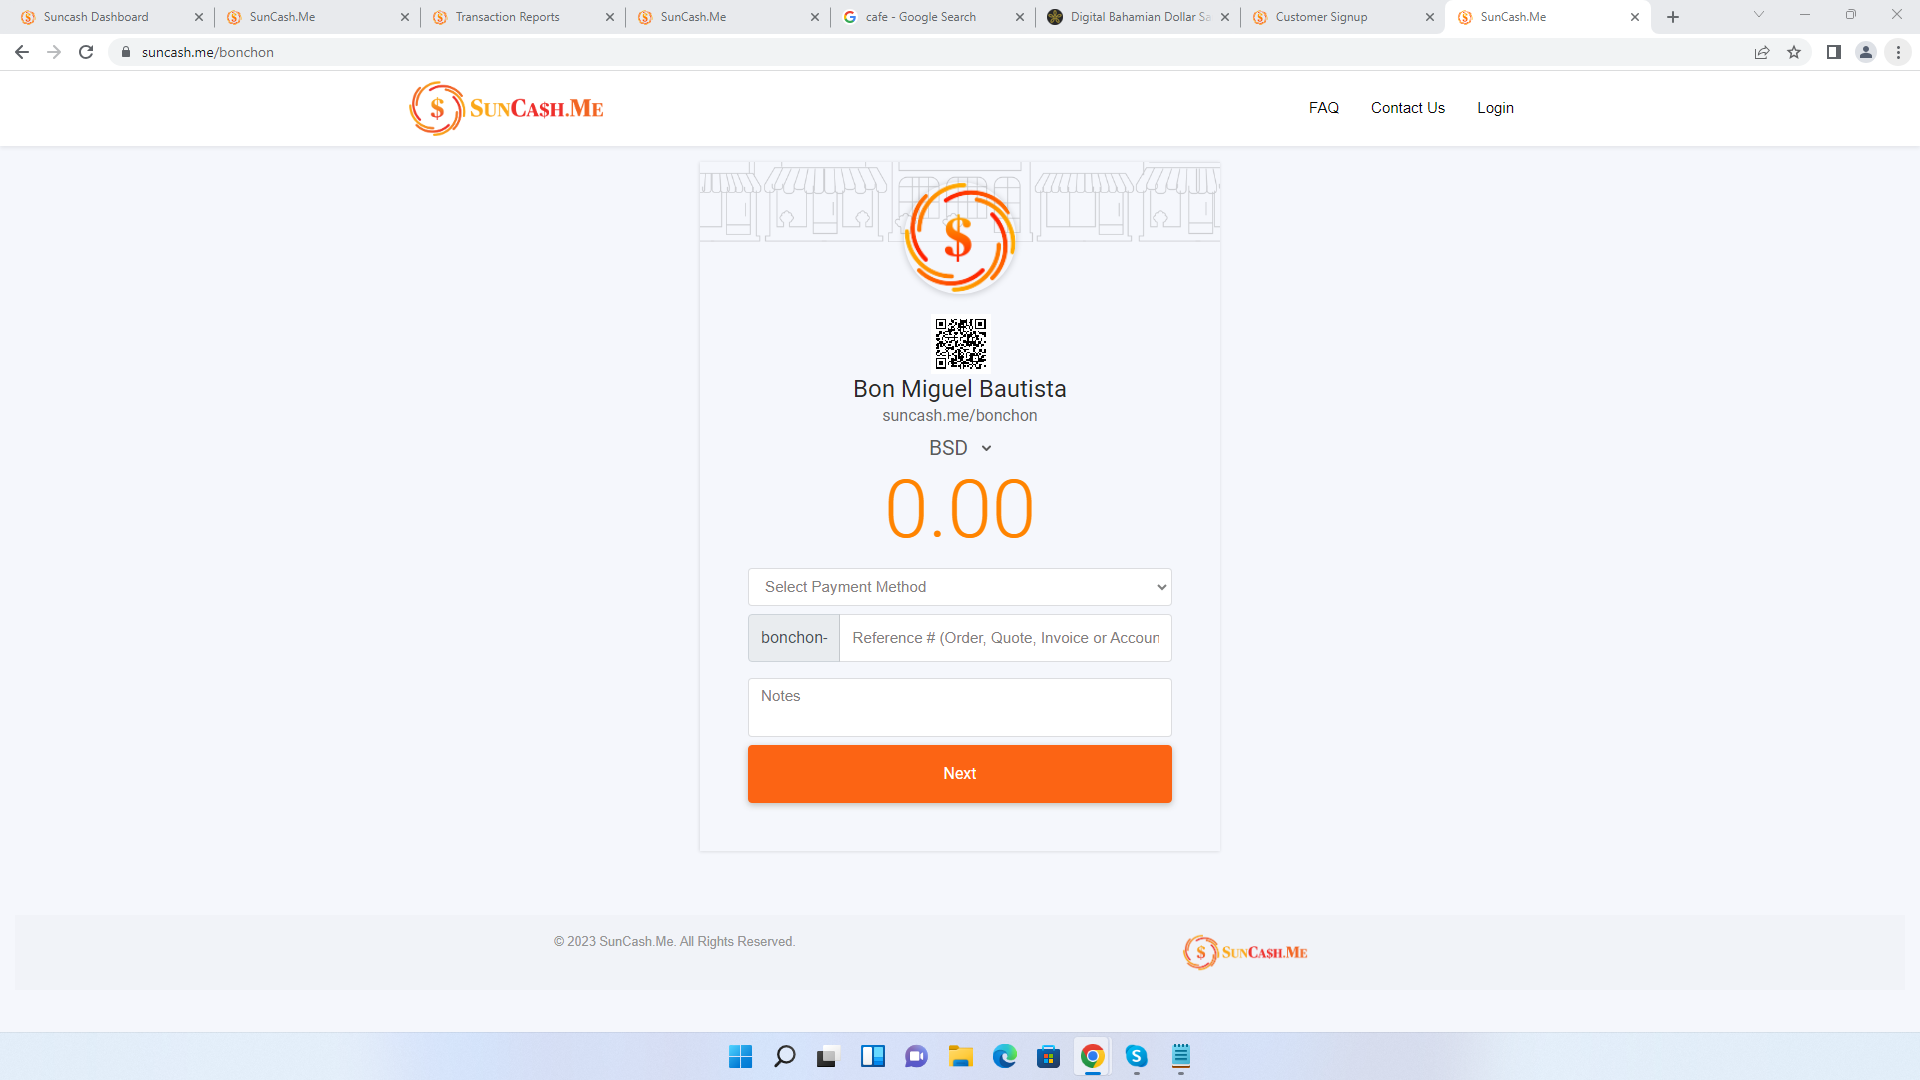 Suncash Dashboard
SunCash.Me
Transaction Reports
SunCash.Me
cafe - Google Search
Digital Bahamian Dollar Sa
Customer Signup
SunCash.Me
suncash.me/bonchon
$ SUNCA$H.ME
FAQ
Contact Us
Login
$
Bon Miguel Bautista
suncash.me/bonchon
BSD
0.00
Select Payment Method
bonchon-
Reference # (Order, Quote, Invoice or Accoun
Notes
Next
© 2023 SunCash.Me. All Rights Reserved.
$ SUNCA$H.ME